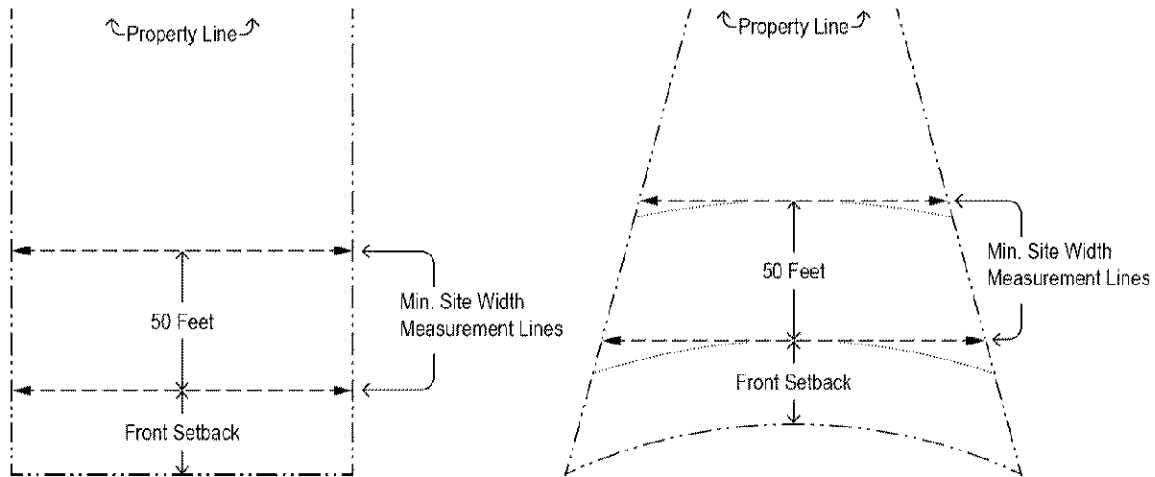 Property Line
50 Feet
Min. Site Width
Measurement Lines
Front Setback
Property Line
50 Feet
Min. Site Width
Measurement Lines
Front Setback